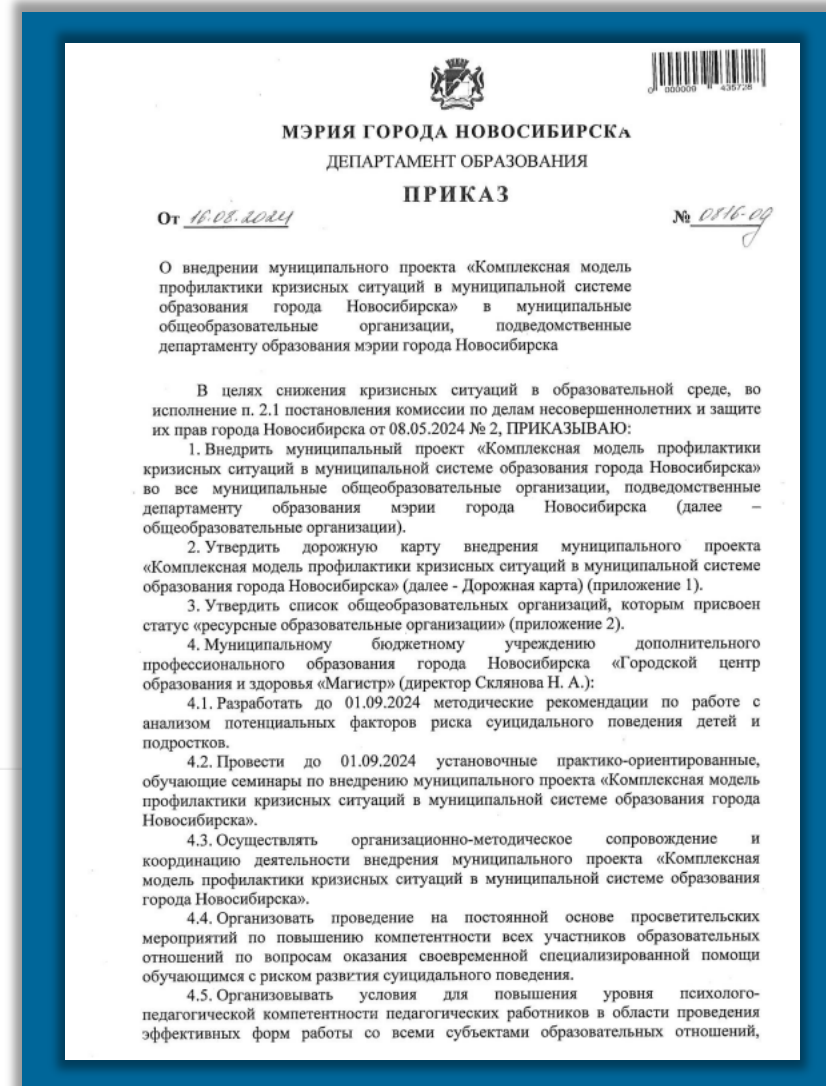 0 000009 435728
МЭРИЯ ГОРОДА НОВОСИБИРСКА
ДЕПАРТАМЕНТ ОБРАЗОВАНИЯ
ПРИКАЗ
От 16.08.2024 № 0816-од
О внедрении муниципального проекта «Комплексная модель
профилактики кризисных ситуаций в муниципальной системе
образования города Новосибирска» в муниципальные
общеобразовательные организации, подведомственные
департаменту образования мэрии города Новосибирска
В целях снижения кризисных ситуаций в образовательной среде, во
исполнение п. 2.1 постановления комиссии по делам несовершеннолетних и защите
их прав города Новосибирска от 08.05.2024 № 2, ПРИКАЗЫВАЮ:
1. Внедрить муниципальный проект «Комплексная модель профилактики
кризисных ситуаций в муниципальной системе образования города Новосибирска»
во все муниципальные общеобразовательные организации, подведомственные
департаменту образования мэрии города Новосибирска (далее –
общеобразовательные организации).
2. Утвердить дорожную карту внедрения муниципального проекта
«Комплексная модель профилактики кризисных ситуаций в муниципальной системе
образования города Новосибирска» (далее - Дорожная карта) (приложение 1).
3. Утвердить список общеобразовательных организаций, которым присвоен
статус «ресурсные образовательные организации» (приложение 2).
4. Муниципальному бюджетному учреждению дополнительного
профессионального образования города Новосибирска «Городской центр
образования и здоровья «Магистр» (директор Склянова Н. А.):
4.1. Разработать до 01.09.2024 методические рекомендации по работе с
анализом потенциальных факторов риска суицидального поведения детей и
подростков.
4.2. Провести до 01.09.2024 установочные практико-ориентированные,
обучающие семинары по внедрению муниципального проекта «Комплексная модель
профилактики кризисных ситуаций в муниципальной системе образования города
Новосибирска».
4.3. Осуществлять организационно-методическое сопровождение и
координацию деятельности внедрения муниципального проекта «Комплексная
модель профилактики кризисных ситуаций в муниципальной системе образования
города Новосибирска».
4.4. Организовать проведение на постоянной основе просветительских
мероприятий по повышению компетентности всех участников образовательных
отношений по вопросам оказания своевременной специализированной помощи
обучающимся с риском развития суицидального поведения.
4.5. Организовывать условия для повышения уровня психолого-
педагогической компетентности педагогических работников в области проведения
эффективных форм работы со всеми субъектами образовательных отношений,